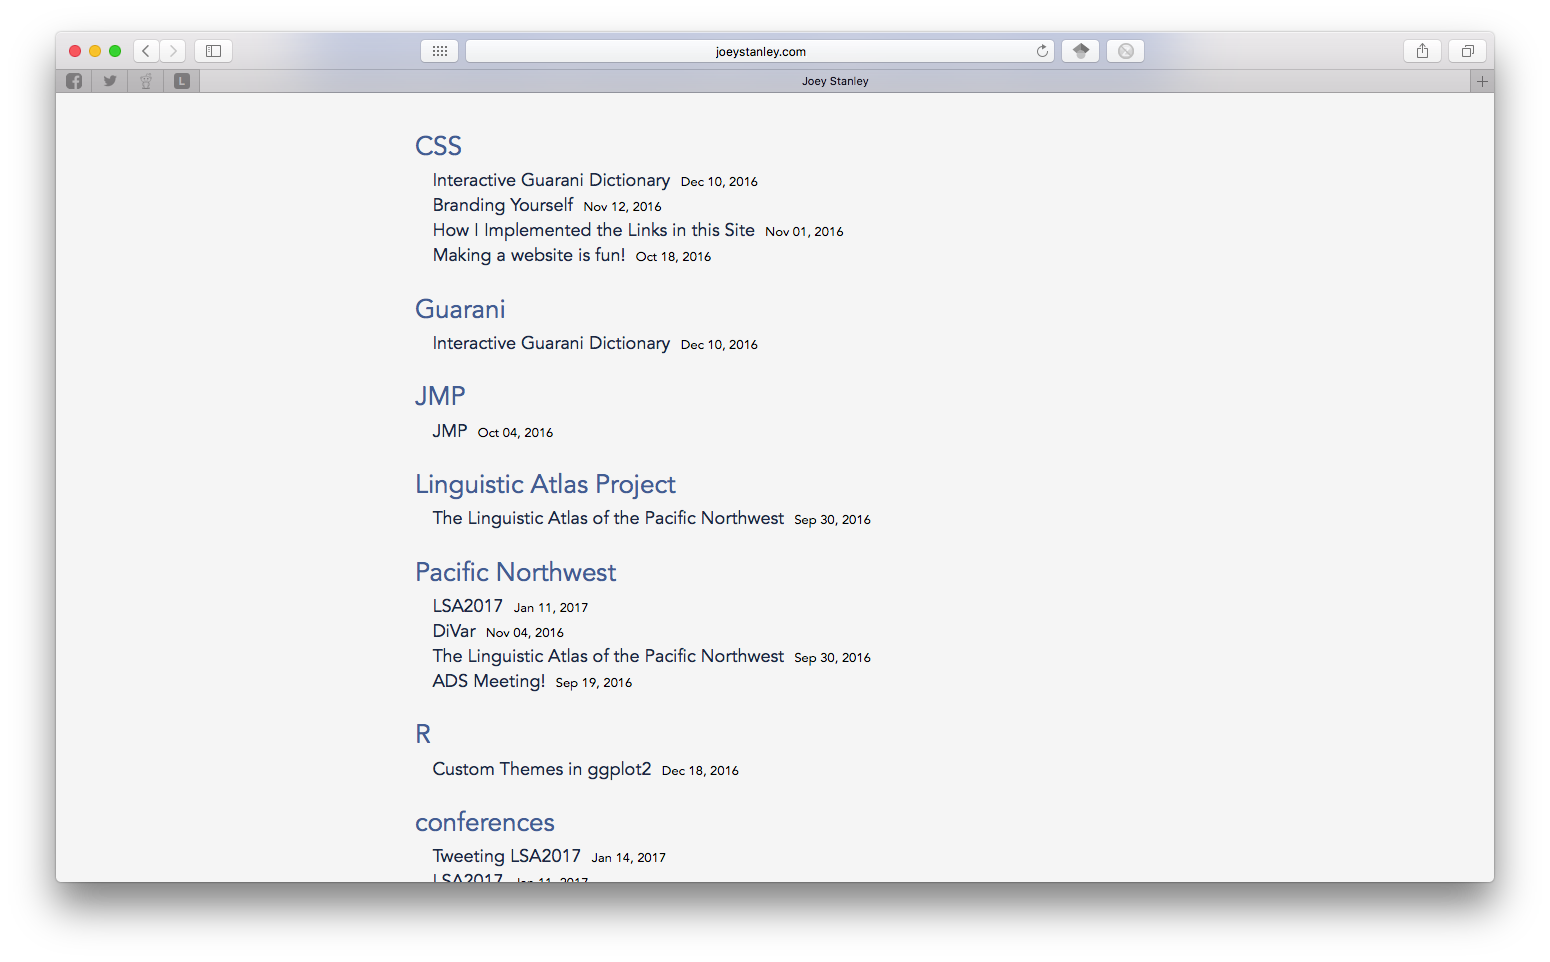 joeystanley.com
L
Joey Stanley
CSS
Interactive Guarani Dictionary Dec 10, 2016
Branding Yourself Nov 12, 2016
How I Implemented the Links in this Site Nov 01, 2016
Making a website is fun! Oct 18, 2016
Guarani
Interactive Guarani Dictionary Dec 10, 2016
JMP
JMP Oct 04, 2016
Linguistic Atlas Project
The Linguistic Atlas of the Pacific Northwest Sep 30, 2016
Pacific Northwest
LSA2017 Jan 11, 2017
DiVar Nov 04, 2016
The Linguistic Atlas of the Pacific Northwest Sep 30, 2016
ADS Meeting! Sep 19, 2016
R
Custom Themes in ggplot2 Dec 18, 2016
conferences
Tweeting LSA2017 Jan 14, 2017
LSA2017 Jan 11, 2017